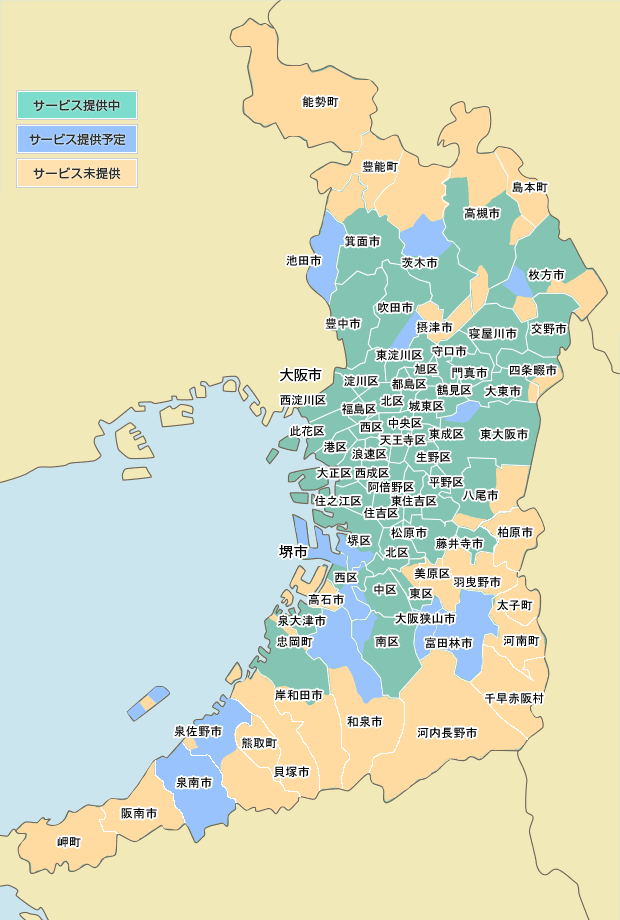 サービス提供中
サービス提供予定
サービス未提供
能勢町
豊能町
島本町
高槻市
箕面市
池田市
茨木市
枚方市
吹田市
豊中市
摂津市
寝屋川市
交野市
東淀川区
守口市
旭区
門真市
四条畷市
大阪市
淀川区
都島区
鶴見区
大東市
西淀川区
北区
福島区
城東区
此花区
西区
中央区
東成区
東大阪市
天王寺区
港区
浪速区
生野区
大正区
西成区
平野区
阿倍野区
八尾市
住之江区
東住吉区
住吉区
松原市
柏原市
堺区
藤井寺市
堺市
北区
美原区
西区
羽曳野市
中区
東区
高石市
太子町
泉大津市
大阪狭山市
忠岡町
南区
富田林市
河南町
岸和田市
千早赤阪村
和泉市
泉佐野市
河内長野市
熊取町
貝塚市
泉南市
阪南市
岬町